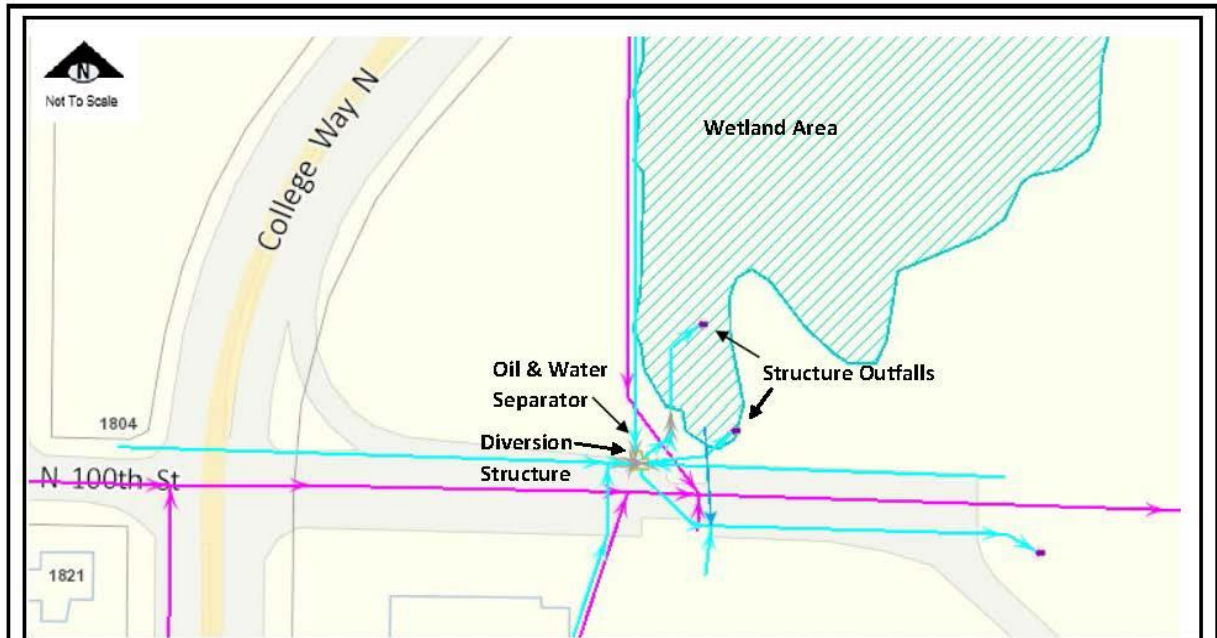 N
Not To Scale
College Way N
Wetland Area
Oil & Water
Separator
Structure Outfalls
1804
Diversion
Structure
N 100th St
1821